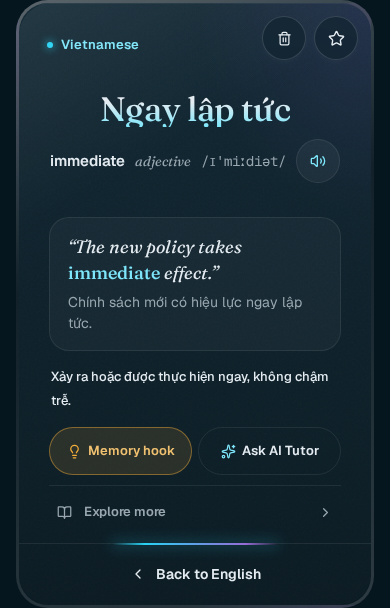 Vietnamese
Ngay lập tức
immediate adjective /ɪˈmiːdiət/
“The new policy takes
immediate effect.”
Chính sách mới có hiệu lực ngay lập
tức.
Xảy ra hoặc được thực hiện ngay, không chậm
trễ.
Memory hook
Ask AI Tutor
Explore more
Back to English